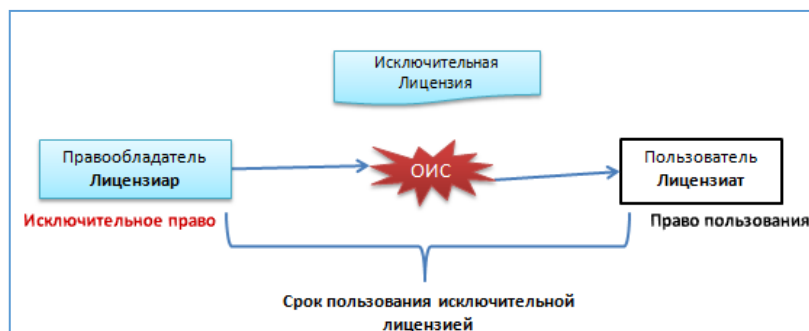 Исключительная
Лицензия
Правообладатель
Лицензиар
ОИС
Пользователь
Лицензиат
Исключительное право
Право пользования
Срок пользования исключительной
лицензией